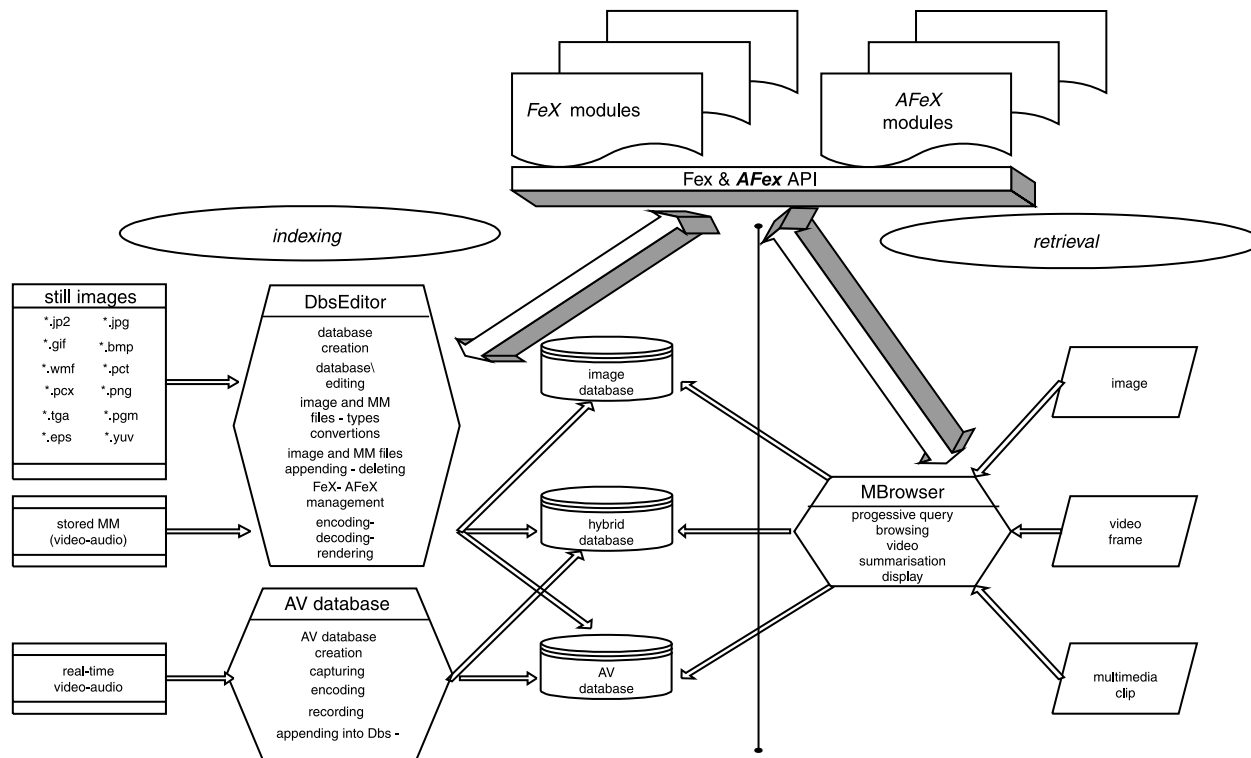 FeX modules
AFeX
modules
Fex & AFex API
indexing
retrieval
still images
*.jp2 *.jpg
*.gif *.bmp
*.wmf *.pct
*.pcx *.png
*.tga *.pgm
*.eps *.yuv
stored MM
(video-audio)
real-time
video-audio
DbsEditor
database
creation
database\
editing
image and MM
files - types
convertions
image and MM files
appending - deleting
FeX- AFeX
management
encoding-
decoding-
rendering
AV database
AV database
creation
capturing
encoding
recording
appending into Dbs -
image
database
hybrid
database
AV
database
MBrowser
progessive query
browsing
video
summarisation
display
image
video
frame
multimedia
clip